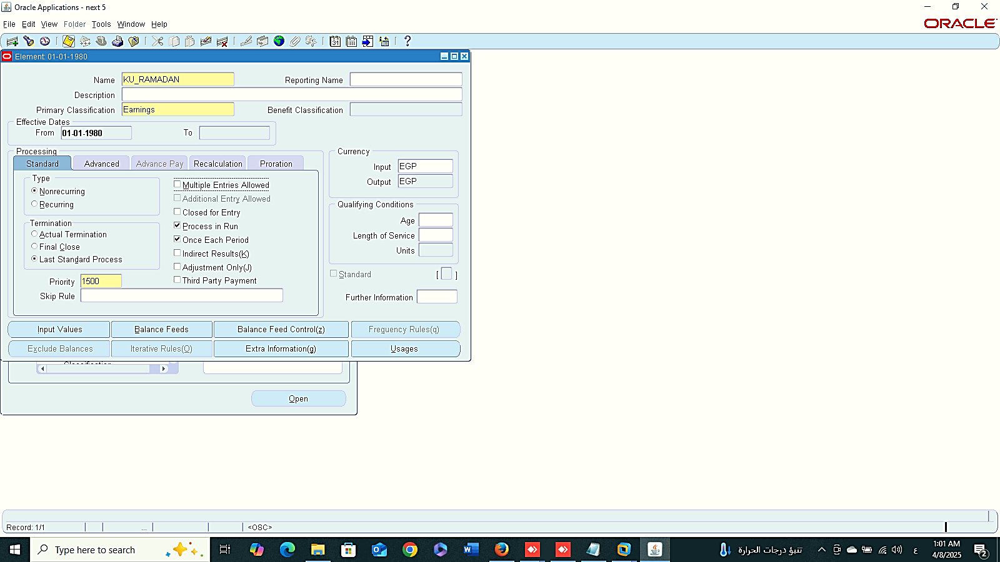 Oracle Applications - next 5
File Edit View Folder Tools Window Help
ORACLE
Element: 01-01-1980
Name KU_RAMADAN Reporting Name
Description
Primary Classification Earnings Benefit Classification
Effective Dates
From 01-01-1980 To
Processing
Standard Advanced Advance Pay Recalculation Proration
Type
Nonrecurring
Recurring
Termination
Actual Termination
Final Close
Last Standard Process
Priority 1500
Skip Rule
Multiple Entries Allowed
Additional Entry Allowed
Closed for Entry
Process in Run
Once Each Period
Indirect Results(K)
Adjustment Only(J)
Third Party Payment
Currency
Input EGP
Output EGP
Qualifying Conditions
Age
Length of Service
Units
Standard [ ]
Further Information
Input Values Balance Feeds Balance Feed Control(z) Frequency Rules(q)
Exclude Balances Iterative Rules(O) Extra Information(g) Usages
Open
Record: 1/1 ... <OSC>
Type here to search
تنبؤ درجات الحرارة
ع
1:01 AM
4/8/2025
2